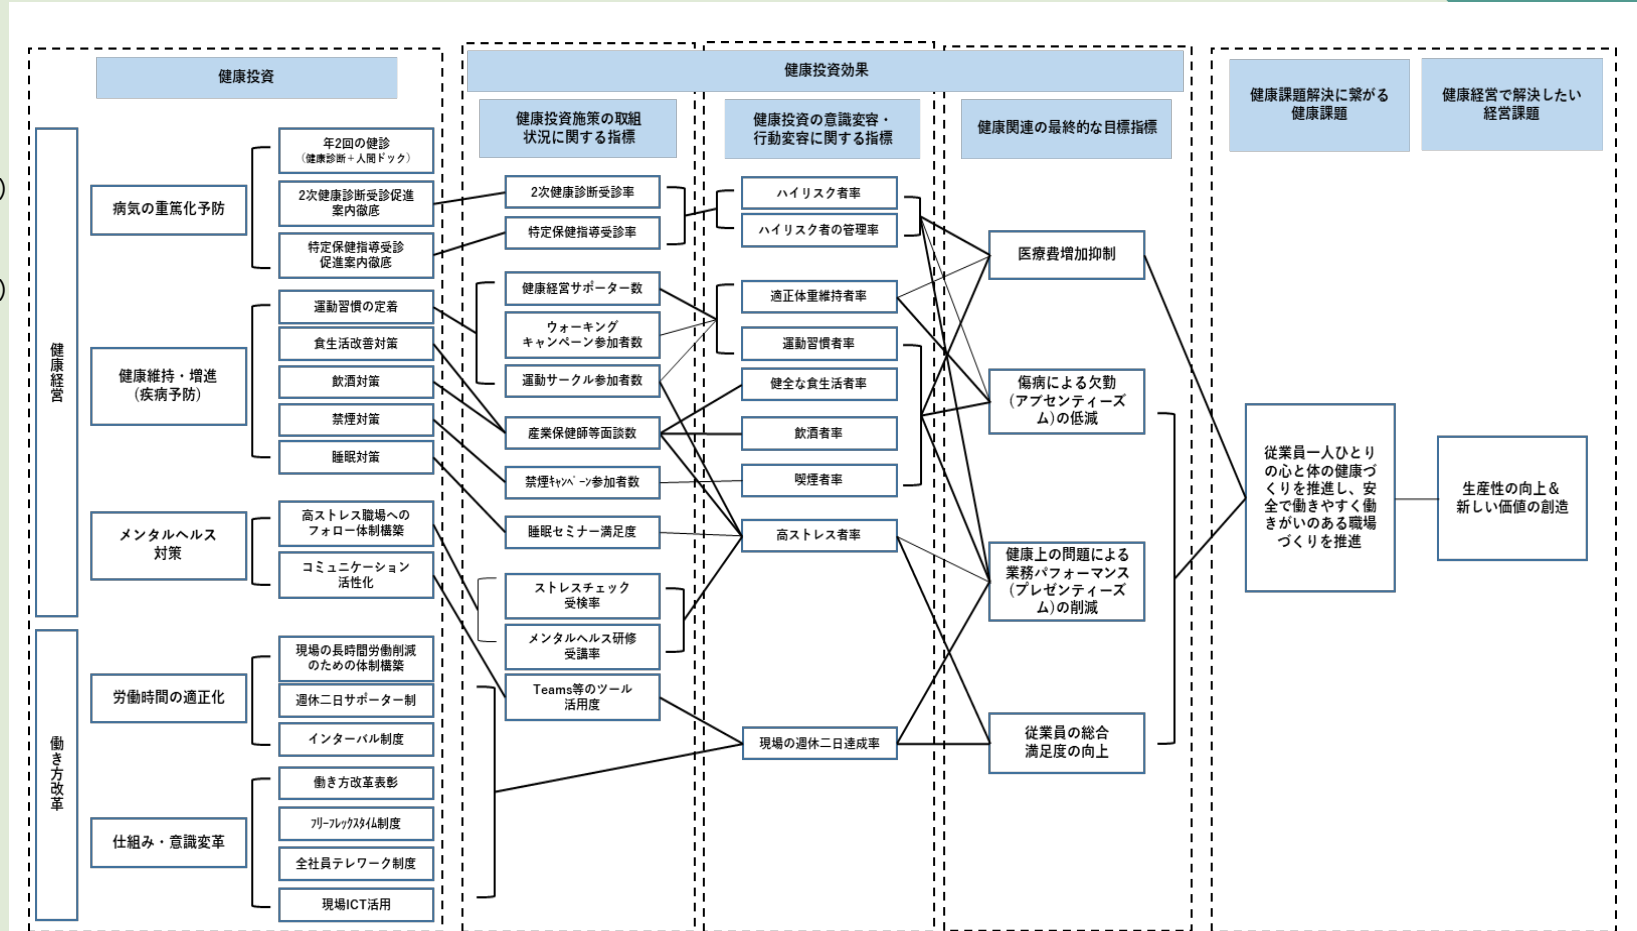 健康投資
健康投資効果
健康課題解決に繋がる
健康課題
健康経営で解決したい
経営課題
健康投資施策の取組
状況に関する指標
健康投資の意識変容・
行動変容に関する指標
健康関連の最終的な目標指標
健康経営
病気の重篤化予防
年2回の健診
(健康診断＋人間ドック)
2次健康診断受診促進
案内徹底
特定保健指導受診
促進案内徹底
健康維持・増進
(疾病予防)
運動習慣の定着
食生活改善対策
飲酒対策
禁煙対策
睡眠対策
メンタルヘルス
対策
高ストレス職場への
フォロー体制構築
コミュニケーション
活性化
働き方改革
労働時間の適正化
現場の長時間労働削減
のための体制構築
週休二日サポーター制
インターバル制度
仕組み・意識変革
働き方改革表彰
フリーフレックスタイム制度
全社員テレワーク制度
現場ICT活用
2次健康診断受診率
特定保健指導受診率
健康経営サポーター数
ウォーキング
キャンペーン参加者数
運動サークル参加者数
産業保健師等面談数
禁煙ｷｬﾝﾍﾟｰﾝ参加者数
睡眠セミナー満足度
ストレスチェック
受検率
メンタルヘルス研修
受講率
Teams等のツール
活用度
ハイリスク者率
ハイリスク者の管理率
適正体重維持者率
運動習慣者率
健全な食生活者率
飲酒者率
喫煙者率
高ストレス者率
現場の週休二日達成率
医療費増加抑制
傷病による欠勤
(アブセンティーズ
ム)の低減
健康上の問題による
業務パフォーマンス
(プレゼンティーズ
ム)の削減
従業員の総合
満足度の向上
従業員一人ひとり
の心と体の健康づ
くりを推進し、安
全で働きやすく働
きがいのある職場
づくりを推進
生産性の向上＆
新しい価値の創造
)
)